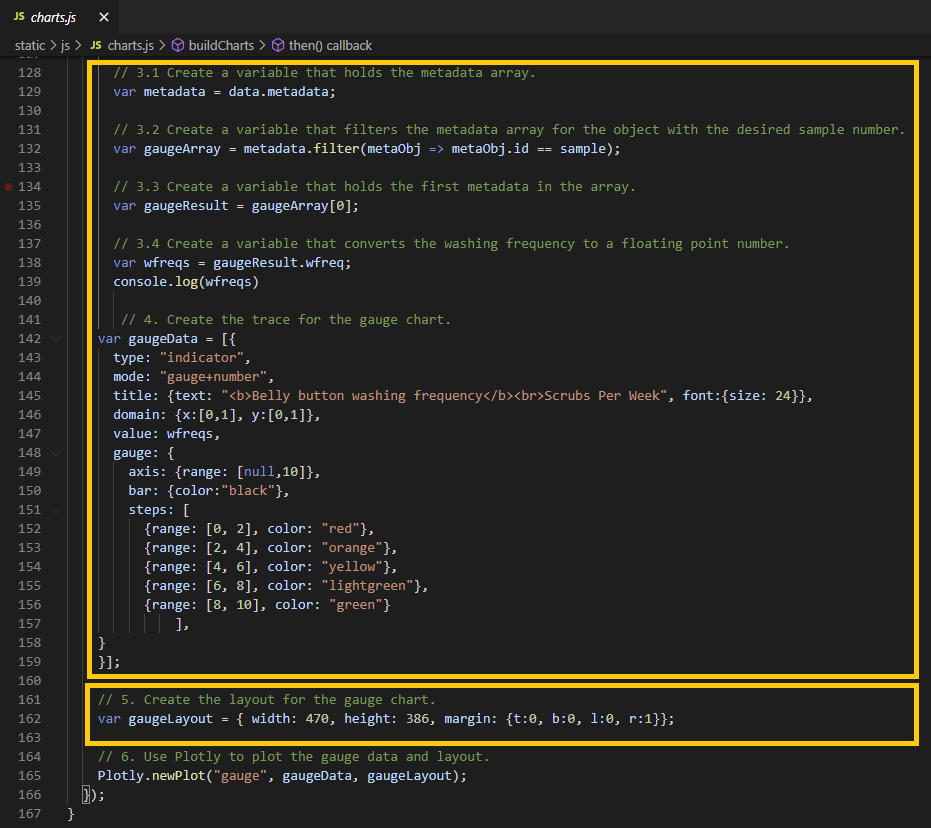 JS charts.js ×
static > js > JS charts.js > buildCharts > then() callback
128 // 3.1 Create a variable that holds the metadata array.
129 var metadata = data.metadata;
130
131 // 3.2 Create a variable that filters the metadata array for the object with the desired sample number.
132 var gaugeArray = metadata.filter(metaObj => metaObj.id == sample);
133
134 // 3.3 Create a variable that holds the first metadata in the array.
135 var gaugeResult = gaugeArray[0];
136
137 // 3.4 Create a variable that converts the washing frequency to a floating point number.
138 var wfreqs = gaugeResult.wfreq;
139 console.log(wfreqs)
140
141 // 4. Create the trace for the gauge chart.
142 var gaugeData = [{
143 type: "indicator",
144 mode: "gauge+number",
145 title: {text: "<b>Belly button washing frequency</b><br>Scrubs Per Week", font:{size: 24}},
146 domain: {x:[0,1], y:[0,1]},
147 value: wfreqs,
148 gauge: {
149 axis: {range: [null,10]},
150 bar: {color:"black"},
151 steps: [
152 {range: [0, 2], color: "red"},
153 {range: [2, 4], color: "orange"},
154 {range: [4, 6], color: "yellow"},
155 {range: [6, 8], color: "lightgreen"},
156 {range: [8, 10], color: "green"}
157 ],
158 }
159 }];
160
161 // 5. Create the layout for the gauge chart.
162 var gaugeLayout = { width: 470, height: 386, margin: {t:0, b:0, l:0, r:1}};
163
164 // 6. Use Plotly to plot the gauge data and layout.
165 Plotly.newPlot("gauge", gaugeData, gaugeLayout);
166 });
167 }